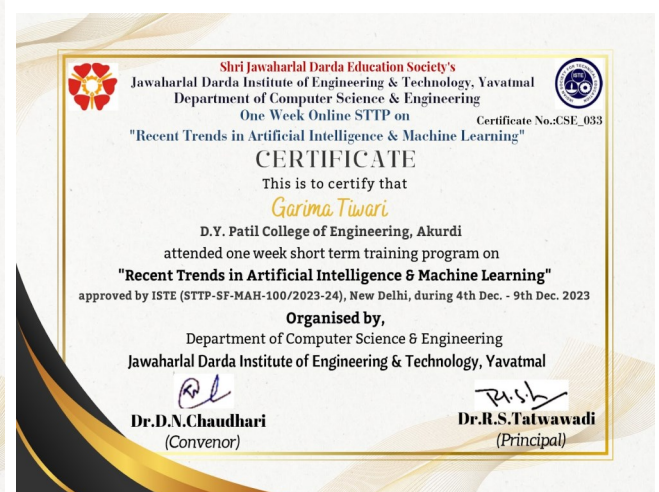 Shri Jawaharlal Darda Education Society's
Jawaharlal Darda Institute of Engineering & Technology, Yavatmal
Department of Computer Science & Engineering
One Week Online STTP on
Certificate No.:CSE_033
"Recent Trends in Artificial Intelligence & Machine Learning"
CERTIFICATE
This is to certify that
Garima Tiwari
D.Y. Patil College of Engineering, Akurdi
attended one week short term training program on
"Recent Trends in Artificial Intelligence & Machine Learning"
approved by ISTE (STTP-SF-MAH-100/2023-24), New Delhi, during 4th Dec. - 9th Dec. 2023
Organised by,
Department of Computer Science & Engineering
Jawaharlal Darda Institute of Engineering & Technology, Yavatmal
Dr.D.N.Chaudhari
(Convenor)
Dr.R.S.Tatwawadi
(Principal)